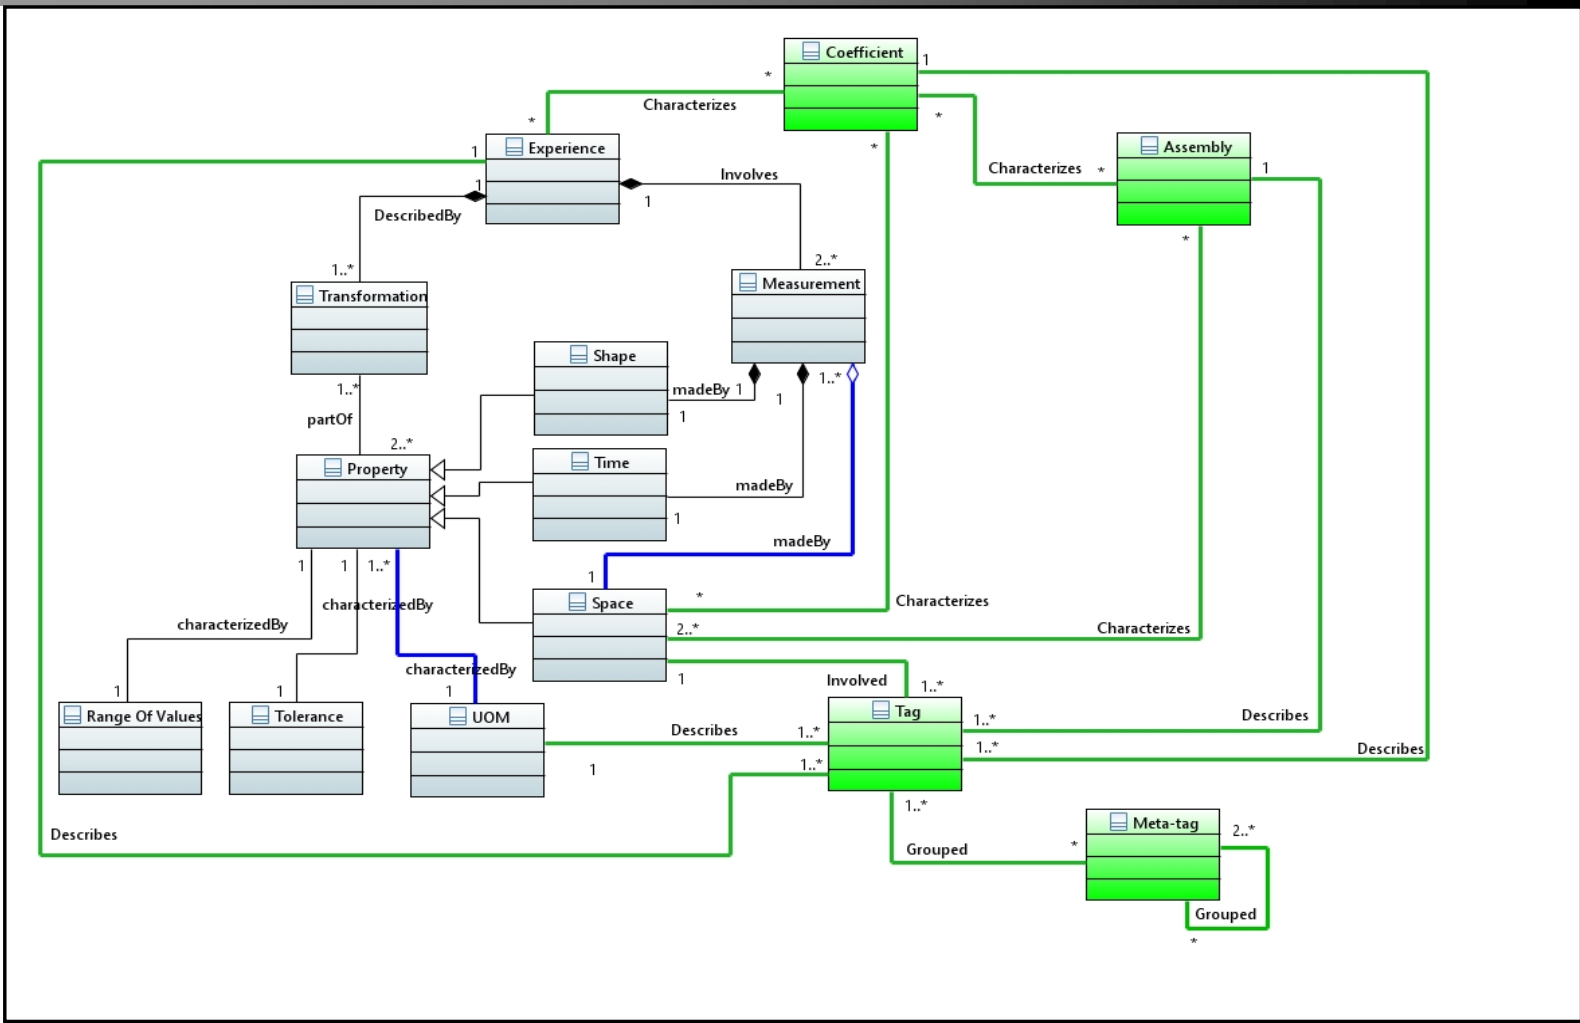 Coefficient
1
*
Characterizes
*
*
*
Experience
1
1
DescribedBy
Involves
1
Assembly
1
Characterizes
*
*
1..*
2..*
Transformation
Measurement
Shape
madeBy 1
1
1
1..*
1..*
partOf
2..*
Property
Time
madeBy
1
madeBy
1
1
1
1..*
characterizedBy
characterizedBy
characterizedBy
Space
*
Characterizes
2..*
Characterizes
1
Involved
1..*
1
1
1
Range Of Values
Tolerance
UOM
Describes
1..*
1
1..*
Tag
1..*
Describes
1..*
Describes
1..*
Describes
Grouped
*
Meta-tag
2..*
Grouped
*